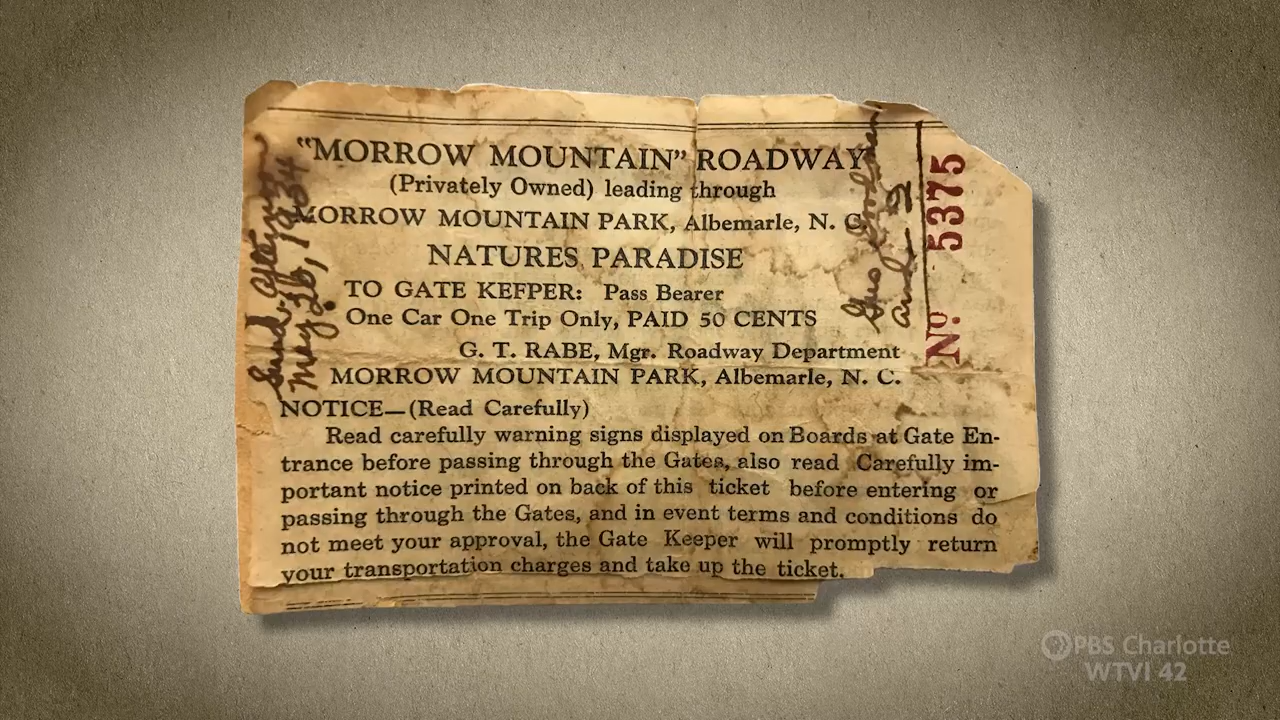 "MORROW MOUNTAIN" ROADWAY
(Privately Owned) leading through
MORROW MOUNTAIN PARK, Albemarle, N. C.
NATURES PARADISE
TO GATE KEFPER: Pass Bearer
One Car One Trip Only, PAID 50 CENTS
G. T. RABE, Mgr. Roadway Department
MORROW MOUNTAIN PARK, Albemarle, N. C.
NOTICE—(Read Carefully)
Read carefully warning signs displayed on Boards at Gate En-
trance before passing through the Gates, also read Carefully im-
portant notice printed on back of this ticket before entering or
passing through the Gates, and in event terms and conditions do
not meet your approval, the Gate Keeper will promptly return
your transportation charges and take up the ticket.
May 26, 1934
No. 5375
PBS Charlotte
WTVI 42